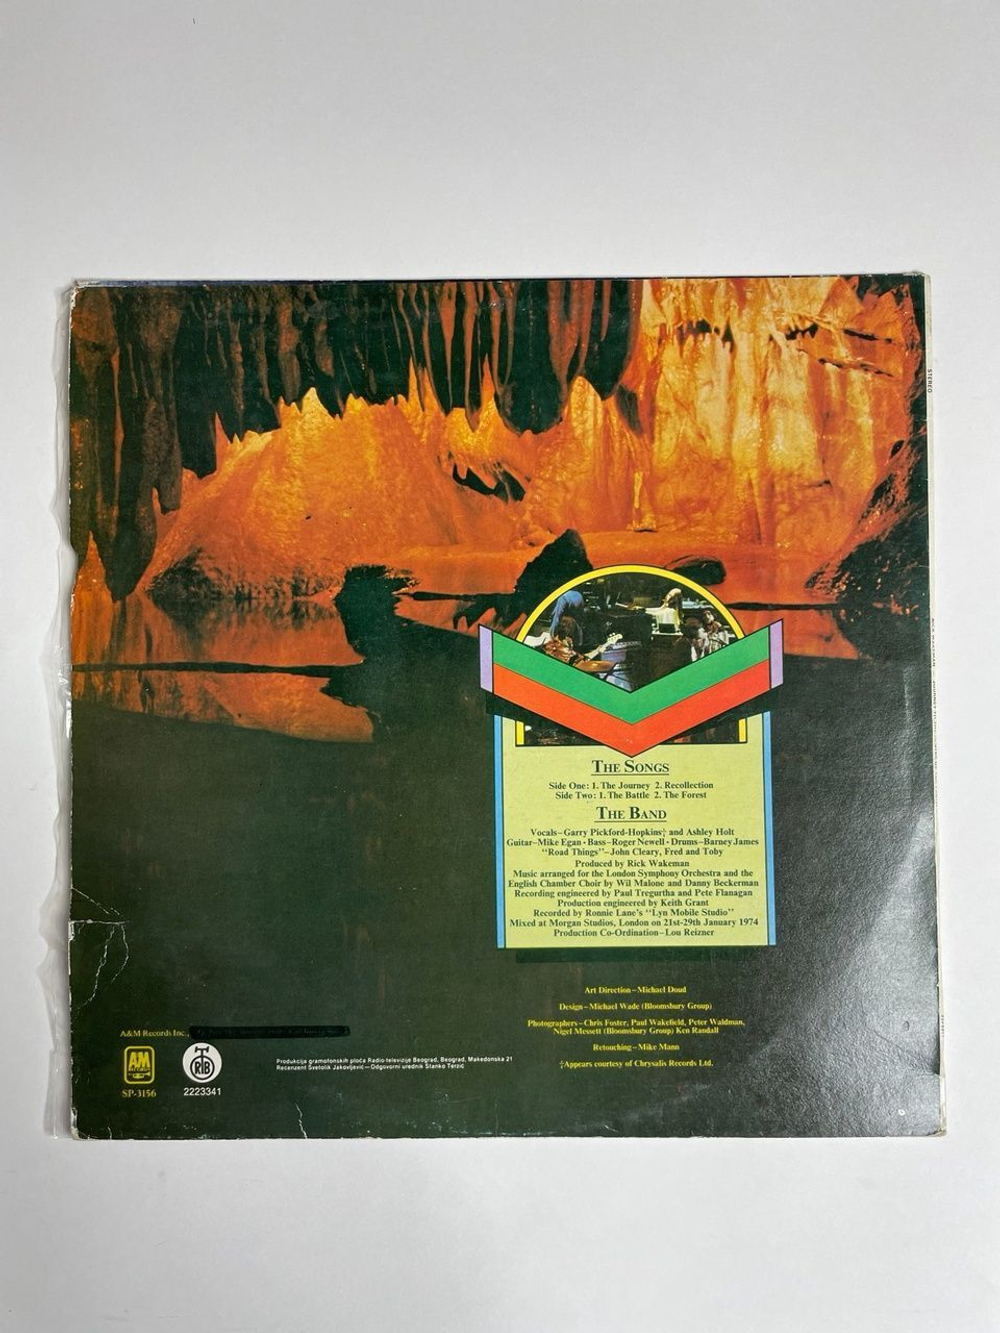 STEREO
THE SONGS
Side One: 1. The Journey 2. Recollection
Side Two: 1. The Battle 2. The Forest
THE BAND
Vocals–Garry Pickford-Hopkins† and Ashley Holt
Guitar–Mike Egan · Bass–Roger Newell · Drums–Barney James
"Road Things"–John Cleary, Fred and Toby
Produced by Rick Wakeman
Music arranged for the London Symphony Orchestra and the
English Chamber Choir by Wil Malone and Danny Beckerman
Recording engineered by Paul Tregurtha and Pete Flanagan
Production engineered by Keith Grant
Recorded by Ronnie Lane's "Lyn Mobile Studio"
Mixed at Morgan Studios, London on 21st-29th January 1974
Production Co-Ordination–Lou Reizner
Art Direction–Michael Doud
Design–Michael Wade (Bloomsbury Group)
Photographers–Chris Foster, Paul Wakefield, Peter Waldman,
Nigel Messett (Bloomsbury Group) Ken Randall
Retouching–Mike Mann
†Appears courtesy of Chrysalis Records Ltd.
A&M Records Inc.
AM
RECORDS
SP-3156
RTB
2223341
Produkcija gramofonskih ploča Radio-televizije Beograd, Beograd, Makedonska 21
Recenzent Svetolik Jakovljević–Odgovorni urednik Stanko Terzić